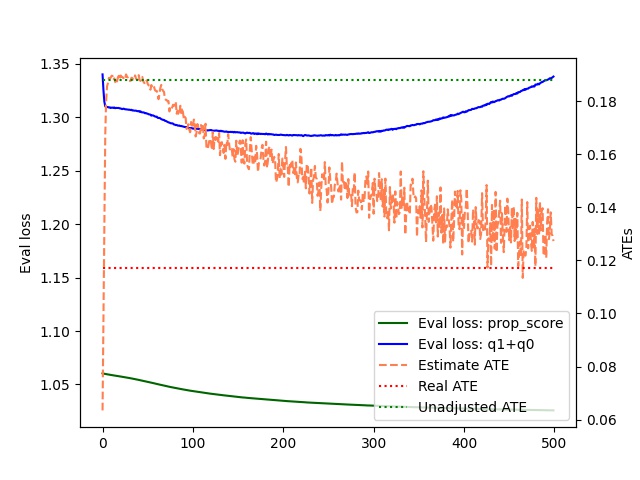 1.35
1.30
1.25
1.20
1.15
1.10
1.05
Eval loss
0.18
0.16
0.14
0.12
0.10
0.08
0.06
ATEs
Eval loss: prop_score
Eval loss: q1+q0
Estimate ATE
Real ATE
Unadjusted ATE
0 100 200 300 400 500